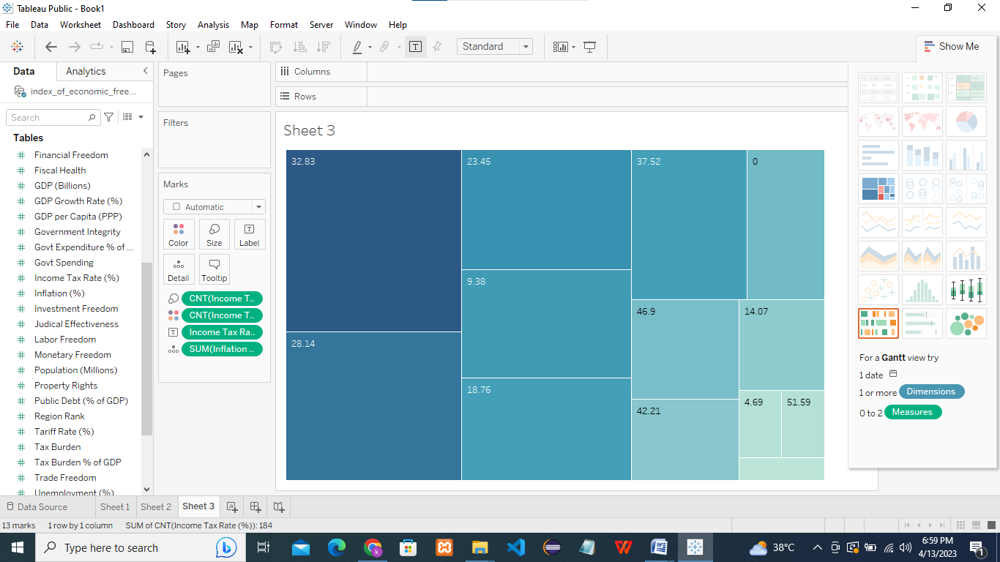 Tableau Public - Book1
File Data Worksheet Dashboard Story Analysis Map Format Server Window Help
Standard
Show Me
Data Analytics
index_of_economic_free...
Search
Tables
Financial Freedom
Fiscal Health
GDP (Billions)
GDP Growth Rate (%)
GDP per Capita (PPP)
Government Integrity
Govt Expenditure % of ...
Govt Spending
Income Tax Rate (%)
Inflation (%)
Investment Freedom
Judical Effectiveness
Labor Freedom
Monetary Freedom
Population (Millions)
Property Rights
Public Debt (% of GDP)
Region Rank
Tariff Rate (%)
Tax Burden
Tax Burden % of GDP
Trade Freedom
Unemployment (%)
Pages
Filters
Marks
Automatic
Color Size Label
Detail Tooltip
CNT(Income T..
CNT(Income T..
Income Tax Ra..
SUM(Inflation ..
Columns
Rows
Sheet 3
32.83 23.45 37.52 0
9.38
46.9 14.07
28.14
18.76
4.69 51.59
42.21
For a Gantt view try
1 date
1 or more Dimensions
0 to 2 Measures
Data Source Sheet 1 Sheet 2 Sheet 3
13 marks 1 row by 1 column SUM of CNT(Income Tax Rate (%)): 184
Type here to search
38°C
6:59 PM
4/13/2023
1